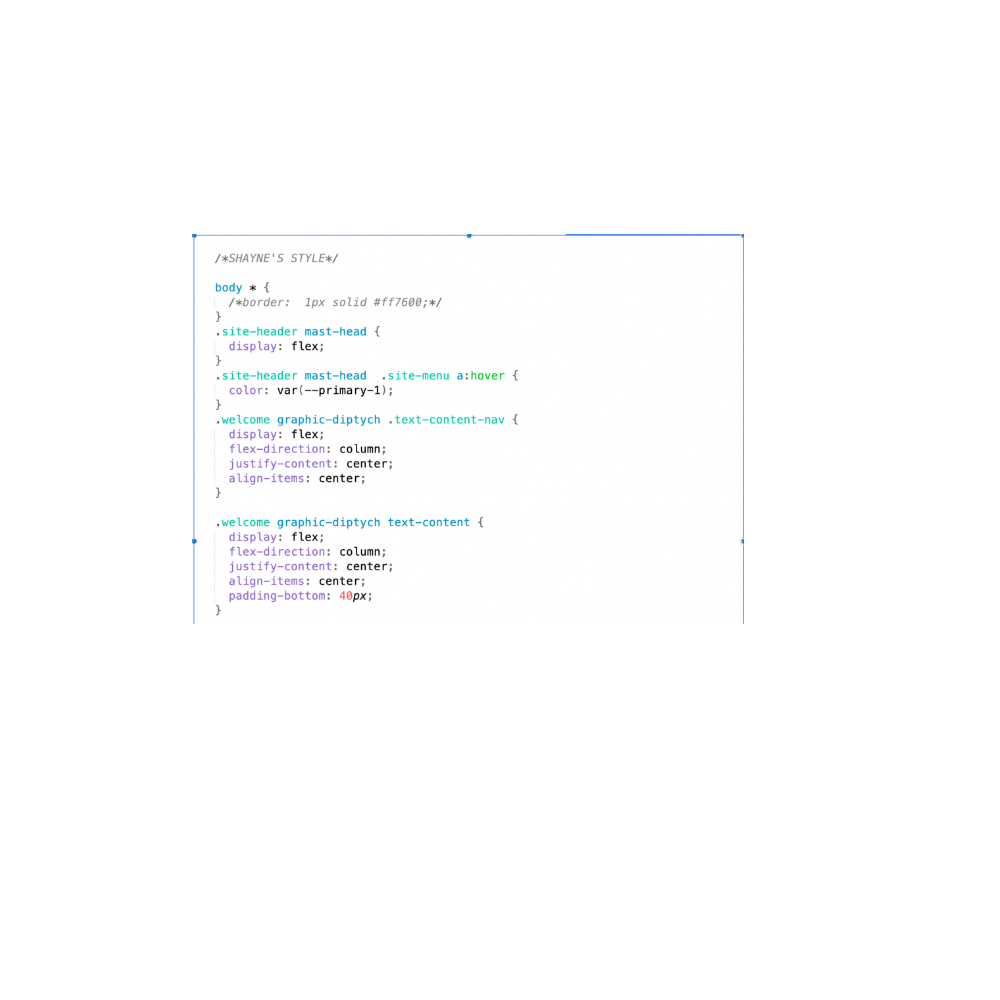 /*SHAYNE'S STYLE*/
body * {
/*border:  1px solid #ff7600;*/
}
.site-header mast-head {
display: flex;
}
.site-header mast-head  .site-menu a:hover {
color: var(--primary-1);
}
.welcome graphic-diptych .text-content-nav {
display: flex;
flex-direction: column;
justify-content: center;
align-items: center;
}
.welcome graphic-diptych text-content {
display: flex;
flex-direction: column;
justify-content: center;
align-items: center;
padding-bottom: 40px;
}